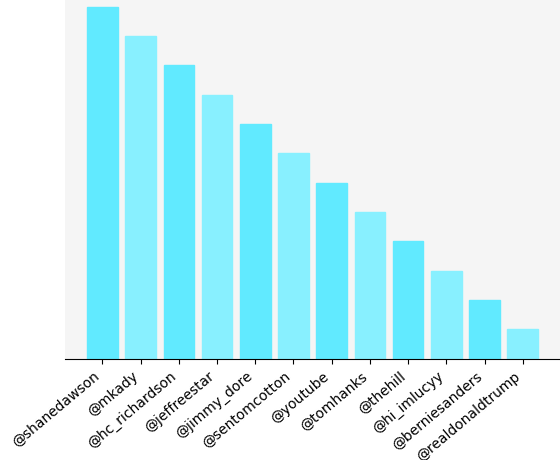 @shanedawson
@mkady
@hc_richardson
@jeffreestar
@jimmy_dore
@sentomcotton
@youtube
@tomhanks
@thehill
@hi_imlucyy
@berniesanders
@realdonaldtrump